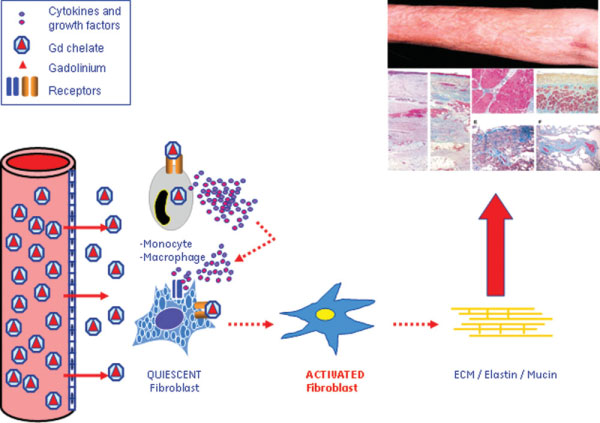 Cytokines and
growth factors
Gd chelate
Gadolinium
Receptors
-Monocyte
-Macrophage
QUIESCENT
Fibroblast
ACTIVATED
Fibroblast
ECM / Elastin / Mucin